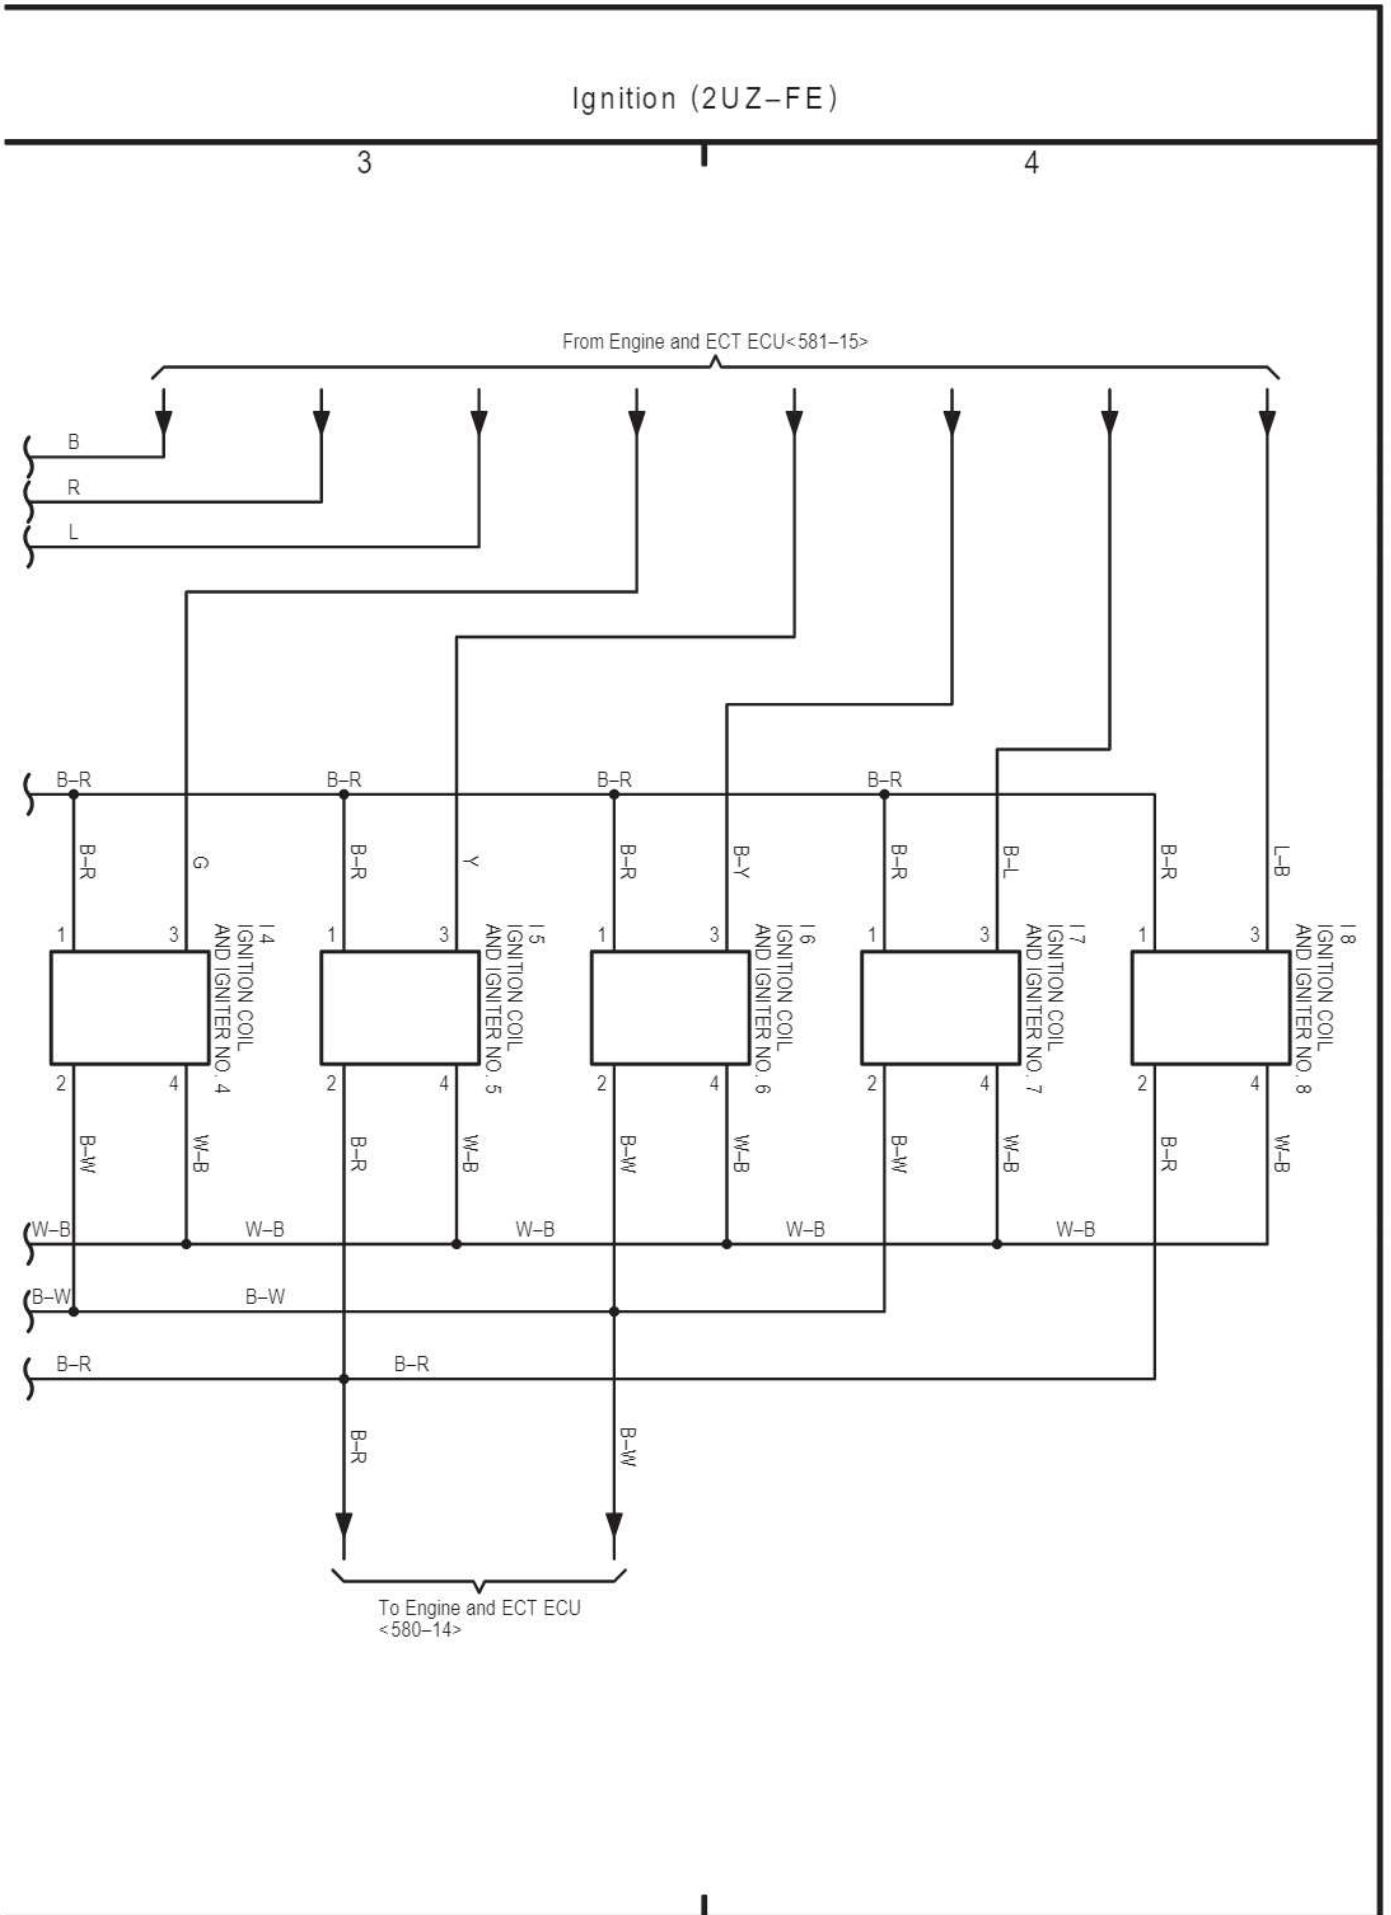 Ignition (2UZ–FE)
3
4
From Engine and ECT ECU<581–15>
B
R
L
B–R
B–R
B–R
B–R
B–R
G
B–R
Y
B–R
B–Y
B–R
B–L
B–R
L–B
1
3
I 4
IGNITION COIL
AND IGNITER NO. 4
1
3
I 5
IGNITION COIL
AND IGNITER NO. 5
1
3
I 6
IGNITION COIL
AND IGNITER NO. 6
1
3
I 7
IGNITION COIL
AND IGNITER NO. 7
1
3
I 8
IGNITION COIL
AND IGNITER NO. 8
2
4
2
4
2
4
2
4
2
4
B–W
W–B
B–R
W–B
B–W
W–B
B–W
W–B
B–R
W–B
W–B
W–B
W–B
W–B
W–B
B–W
B–W
B–R
B–R
B–R
B–W
To Engine and ECT ECU
<580–14>